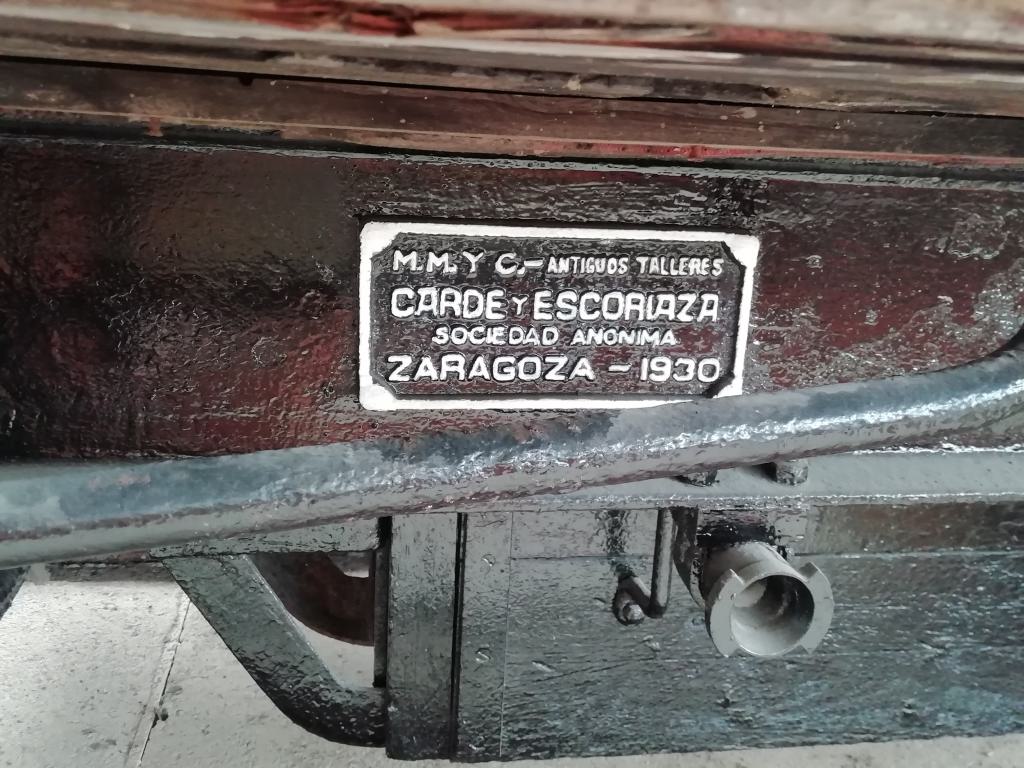 M.M. Y C.- ANTIGUOS TALLERES
CARDE Y ESCORIAZA
SOCIEDAD ANONIMA
ZARAGOZA - 1930